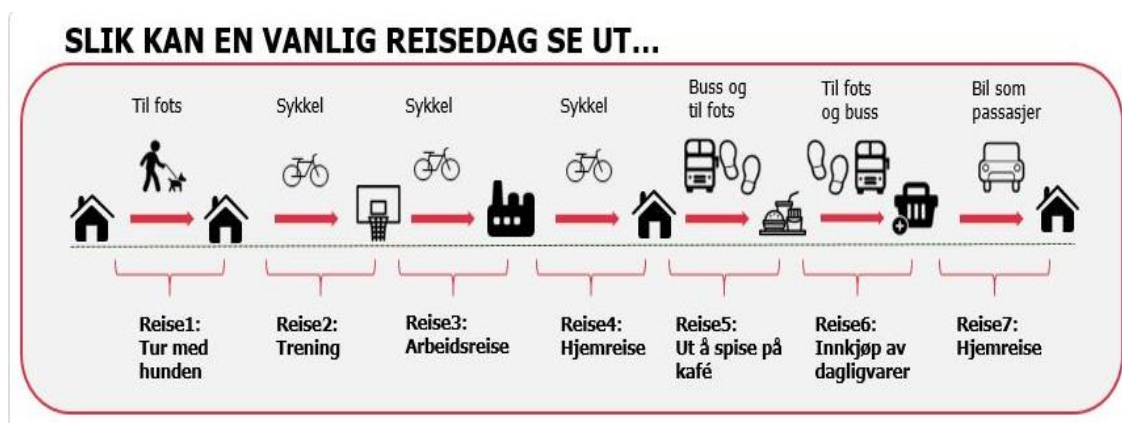 SLIK KAN EN VANLIG REISEDAG SE UT...
Til fots
Sykkel
Sykkel
Sykkel
Buss og
til fots
Til fots
og buss
Bil som
passasjer
Reise1:
Tur med
hunden
Reise2:
Trening
Reise3:
Arbeidsreise
Reise4:
Hjemreise
Reise5:
Ut å spise på
kafé
Reise6:
Innkjøp av
dagligvarer
Reise7:
Hjemreise